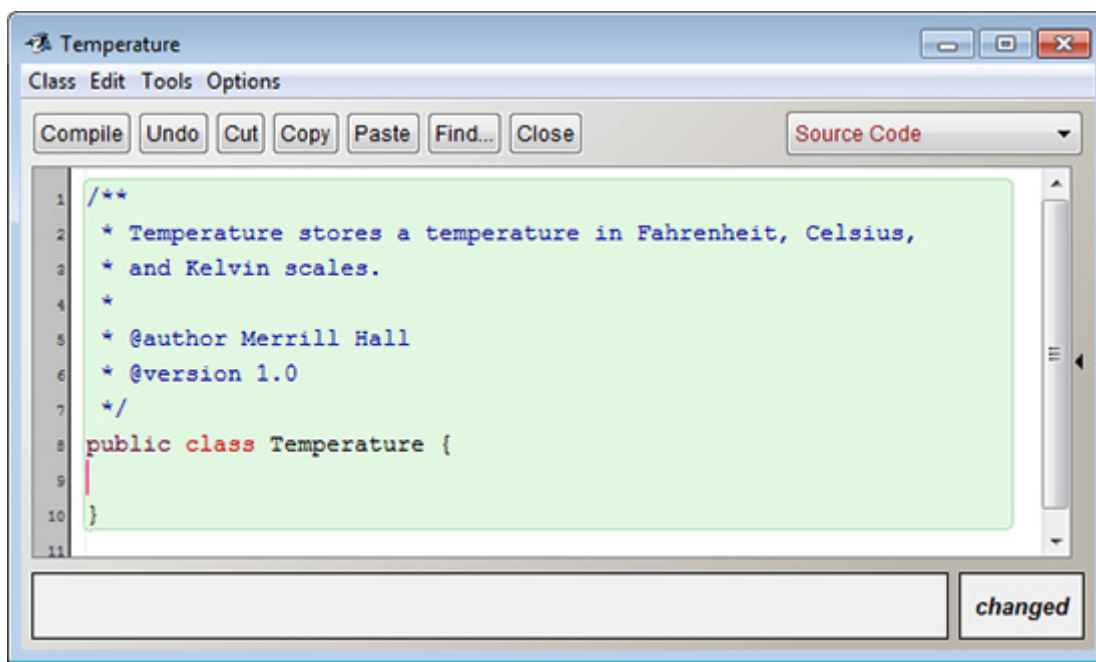 Temperature
Class Edit Tools Options
Compile Undo Cut Copy Paste Find... Close Source Code
1 /**
2 * Temperature stores a temperature in Fahrenheit, Celsius,
3 * and Kelvin scales.
4 *
5 * @author Merrill Hall
6 * @version 1.0
7 */
8 public class Temperature {
9
10 }
11
changed